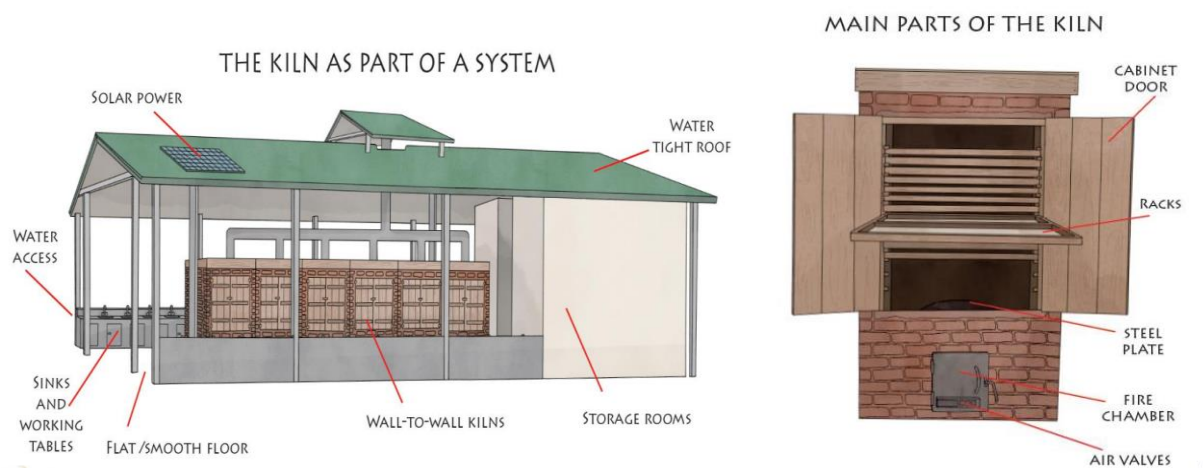 THE KILN AS PART OF A SYSTEM
SOLAR POWER
WATER
TIGHT ROOF
WATER
ACCESS
SINKS
AND
WORKING
TABLES
FLAT /SMOOTH FLOOR
WALL-TO-WALL KILNS
STORAGE ROOMS
MAIN PARTS OF THE KILN
CABINET
DOOR
RACKS
STEEL
PLATE
FIRE
CHAMBER
AIR VALVES